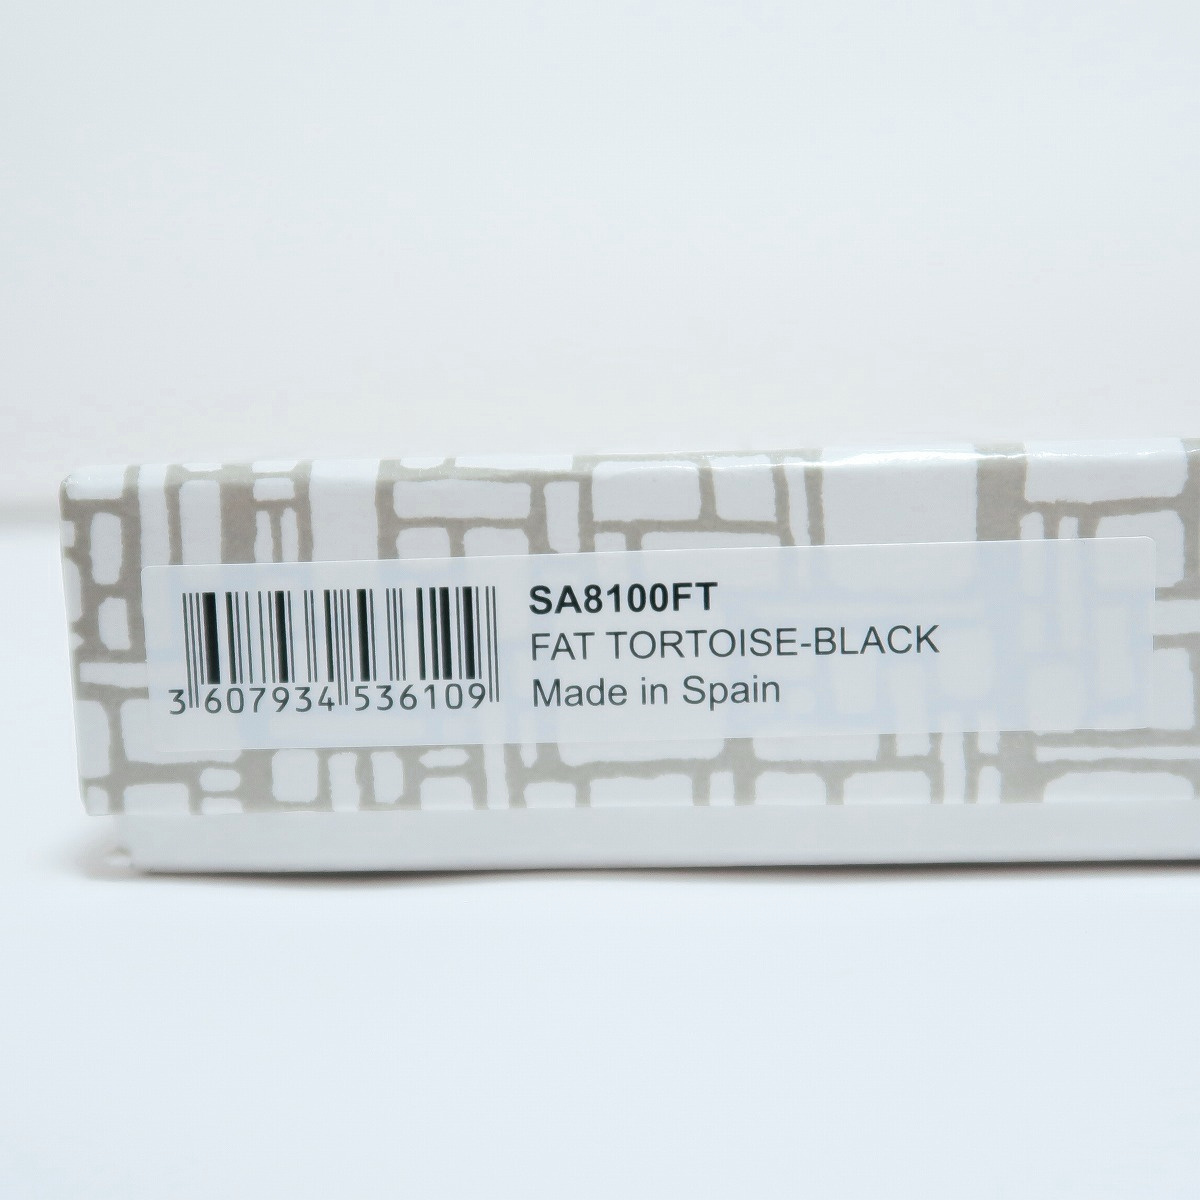 SA8100FT
FAT TORTOISE-BLACK
Made in Spain
3 607934 536109